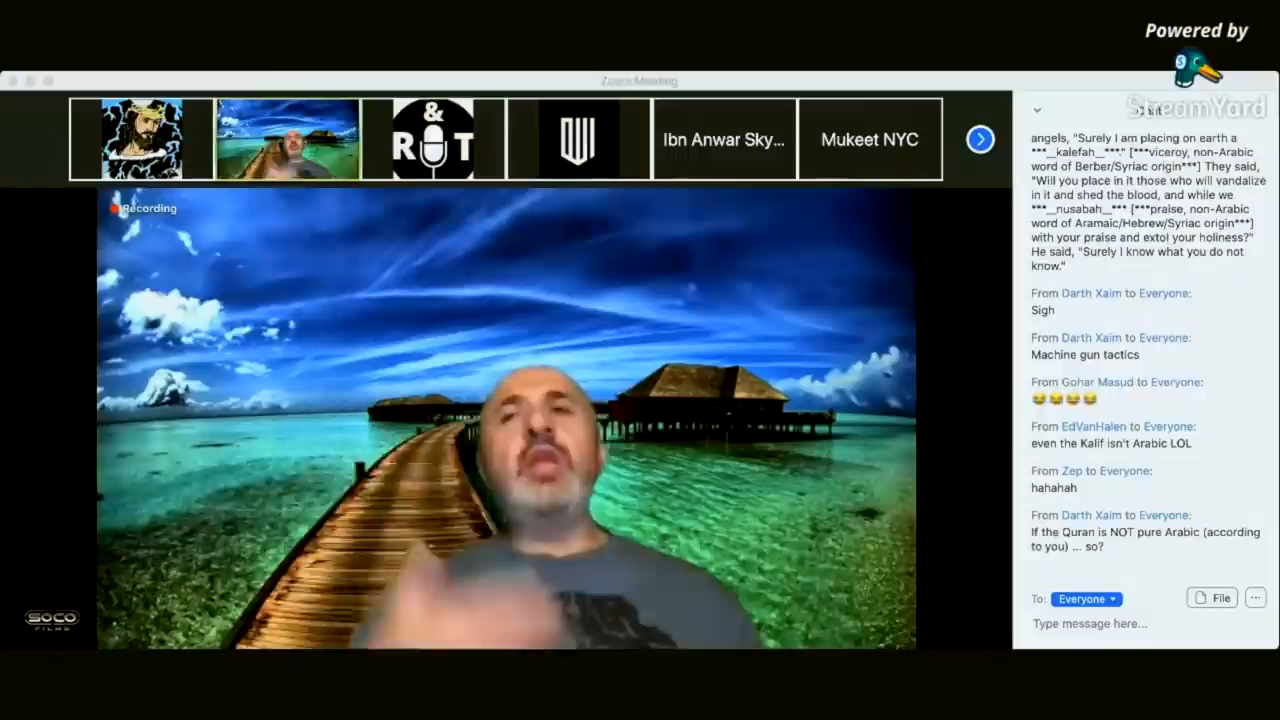 Powered by
StreamYard
Zoom Meeting
& 
R T
Ibn Anwar Sky...
Mukeet NYC
Recording
angels, "Surely I am placing on earth a
***__kalefah__***." [***viceroy, non-Arabic
word of Berber/Syriac origin***] They said,
"Will you place in it those who will vandalize
in it and shed the blood, and while we
***__nusabah__*** [***praise, non-Arabic
word of Aramaic/Hebrew/Syriac origin***]
with your praise and extol your holiness?"
He said, "Surely I know what you do not
know."
From Darth Xaim to Everyone:
Sigh
From Darth Xaim to Everyone:
Machine gun tactics
From Gohar Masud to Everyone:
😂😂😂😂
From EdVanHalen to Everyone:
even the Kalif isn't Arabic LOL
From Zep to Everyone:
hahahah
From Darth Xaim to Everyone:
If the Quran is NOT pure Arabic (according
to you) ... so?
To: Everyone
File
Type message here...
SOCO
FILMS